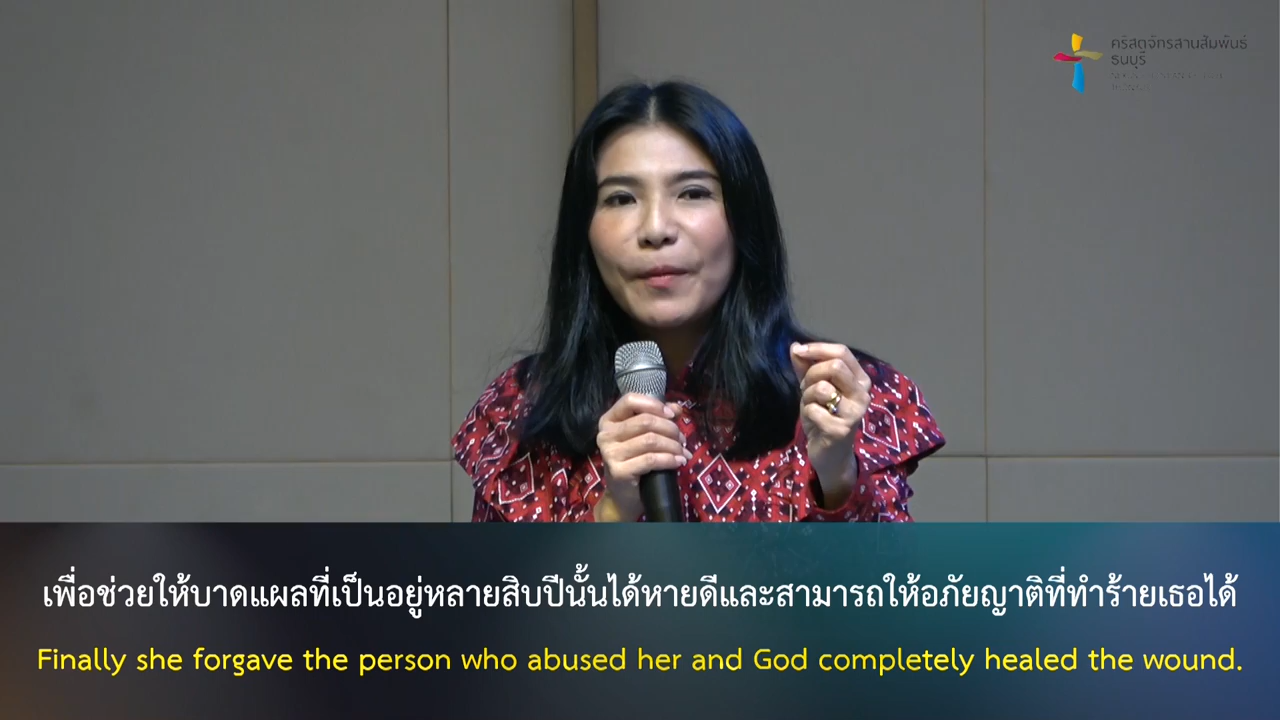 คริสตจักรสานสัมพันธ์
ธนบุรี
เพื่อช่วยให้บาดแผลที่เป็นอยู่หลายสิบปีนั้นได้หายดีและสามารถให้อภัยญาติที่ทำร้ายเธอได้
Finally she forgave the person who abused her and God completely healed the wound.